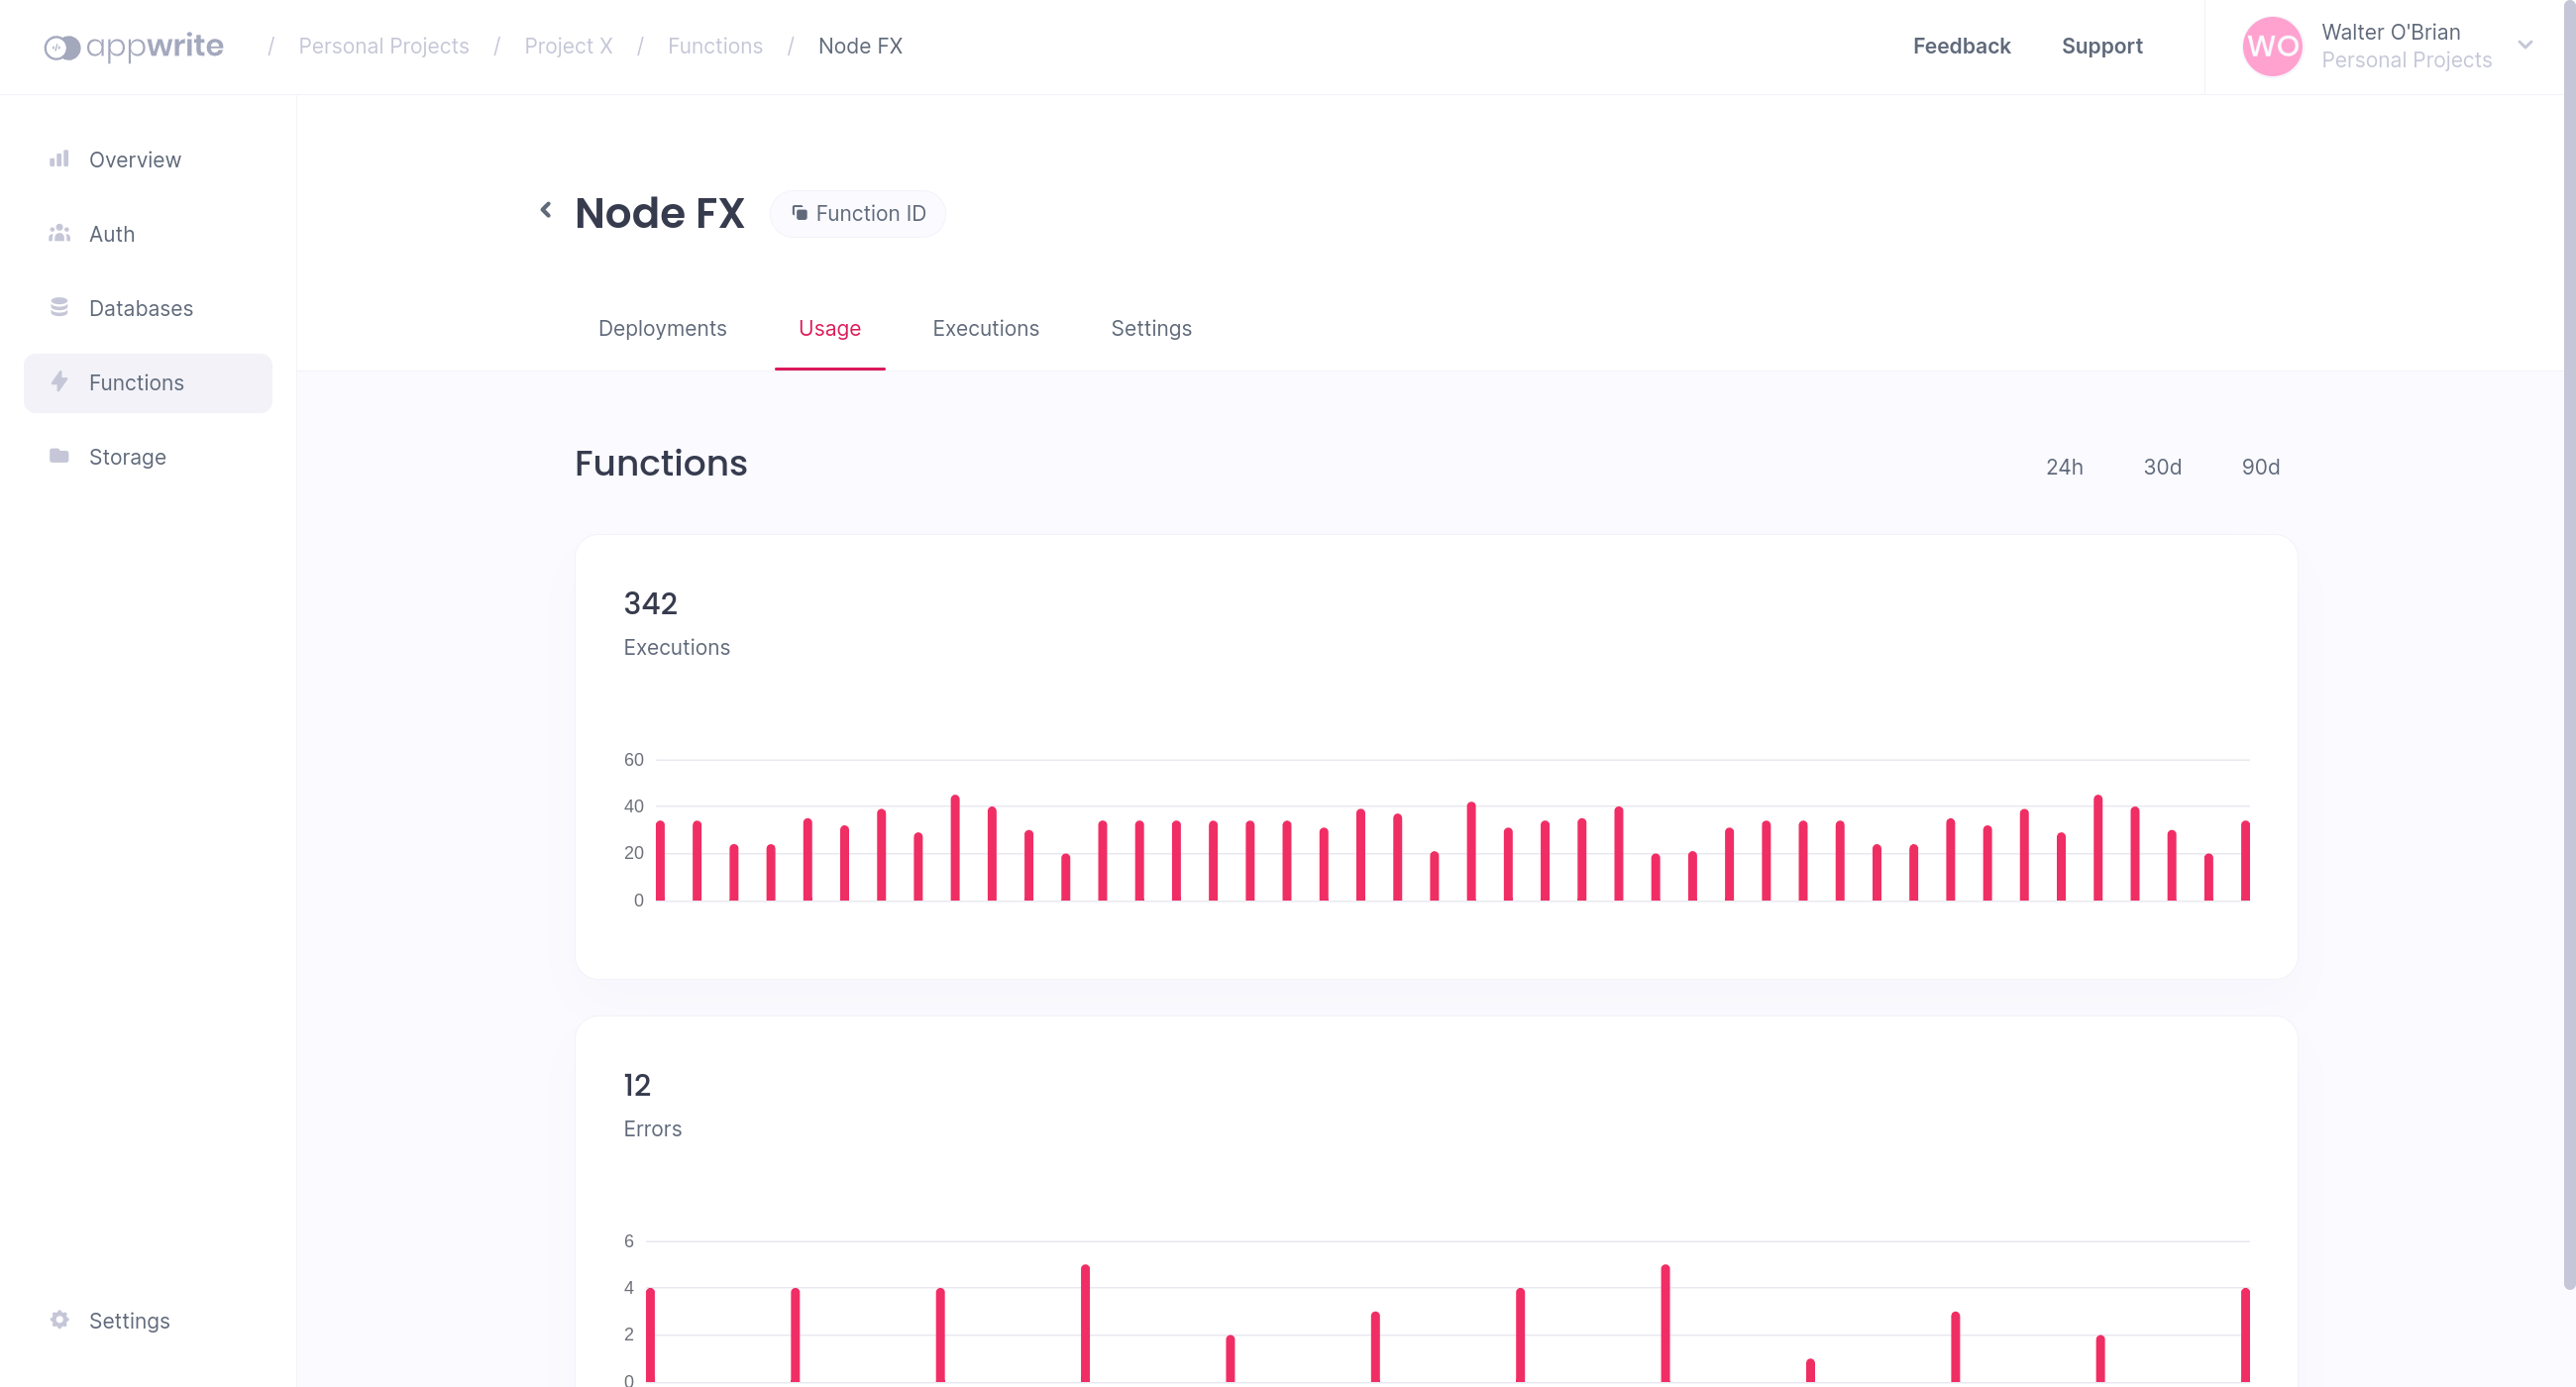 appwrite / Personal Projects / Project X / Functions / Node FX
Feedback Support
WO Walter O'Brian
Personal Projects
Overview
Auth
Databases
Functions
Storage
Settings
Node FX Function ID
Deployments Usage Executions Settings
Functions 24h 30d 90d
342
Executions
60
40
20
0
12
Errors
6
4
2
0